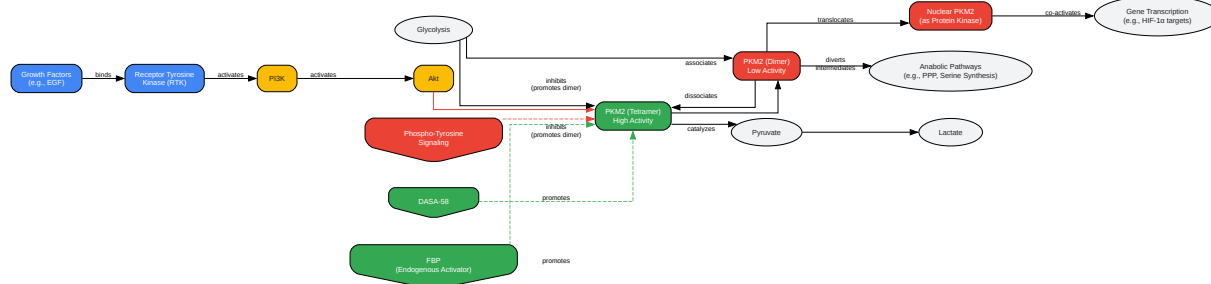 Nuclear PKM2
(as Protein Kinase)
co-activates
Gene Transcription
(e.g., HIF-1α targets)
translocates
Glycolysis
associates
PKM2 (Dimer)
Low Activity
diverts
intermediates
Anabolic Pathways
(e.g., PPP, Serine Synthesis)
Growth Factors
(e.g., EGF)
binds
Receptor Tyrosine
Kinase (RTK)
activates
PI3K
activates
Akt
inhibits
(promotes dimer)
dissociates
PKM2 (Tetramer)
High Activity
catalyzes
Pyruvate
Lactate
Phospho-Tyrosine
Signaling
inhibits
(promotes dimer)
DASA-58
promotes
FBP
(Endogenous Activator)
promotes